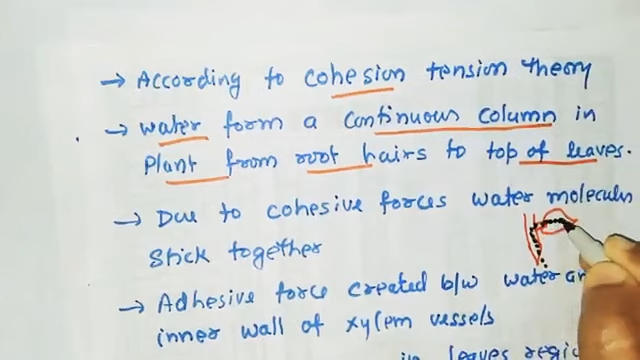 → According to cohesion tension theory
→ water form a continuous column in
plant from root hairs to top of leaves.
→ Due to cohesive forces water molecules
stick together
→ Adhesive force created b/w water
inner wall of xylem vessels
in leaves